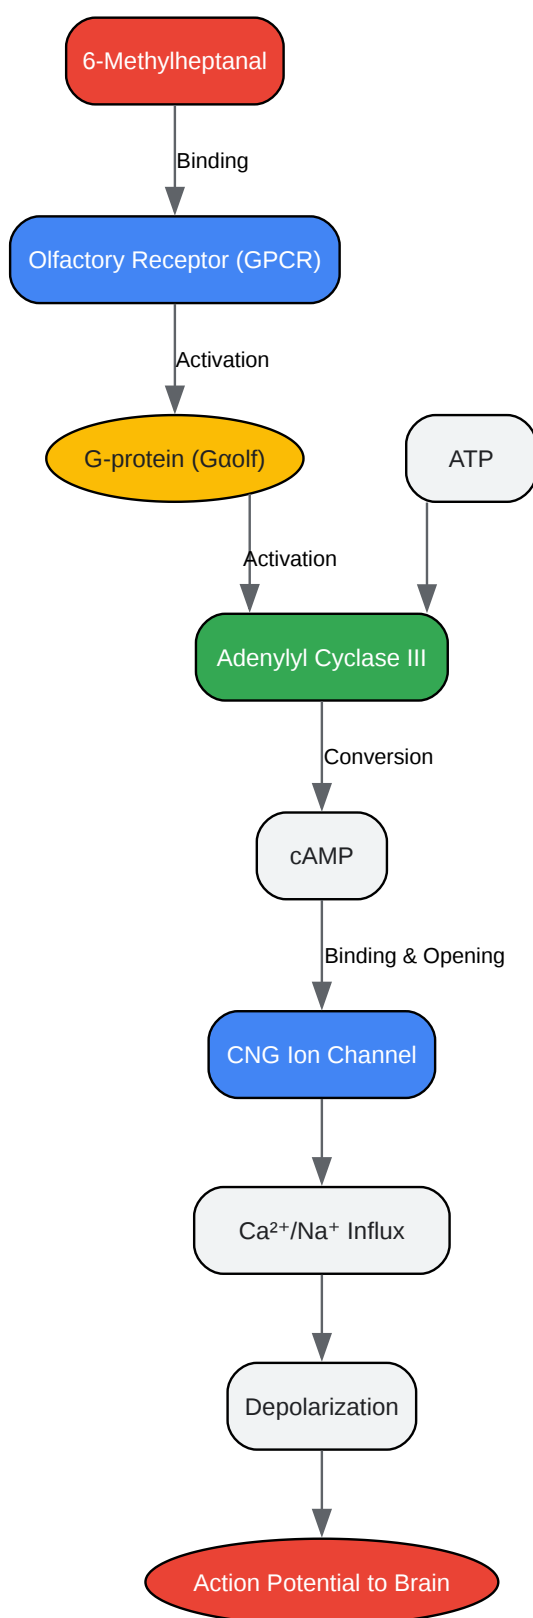 6-Methylheptanal
Binding
Olfactory Receptor (GPCR)
Activation
G-protein (Gαolf)
ATP
Activation
Adenylyl Cyclase III
Conversion
cAMP
Binding & Opening
CNG Ion Channel
Ca²⁺/Na⁺ Influx
Depolarization
Action Potential to Brain